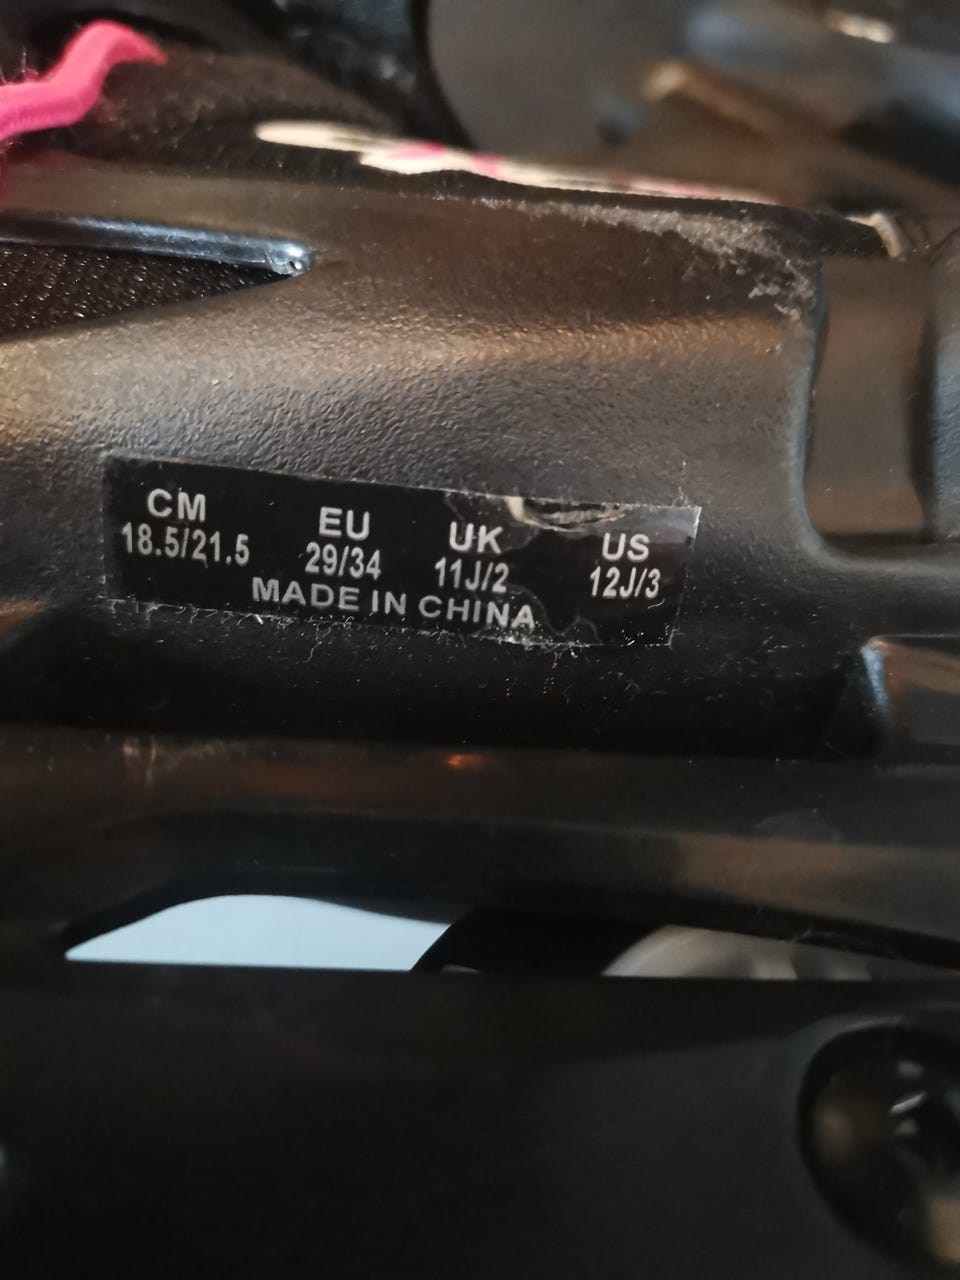 CM EU UK US
18.5/21.5 29/34 11J/2 12J/3
MADE IN CHINA